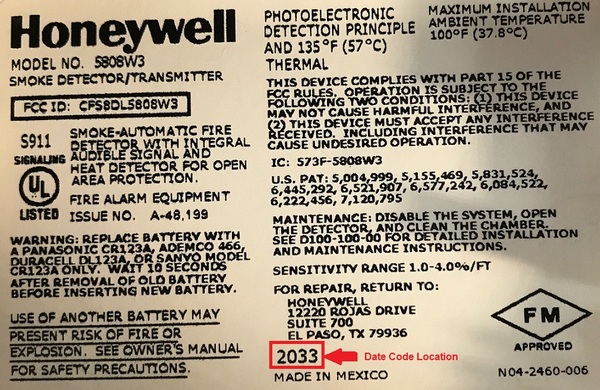 Honeywell
MODEL NO. 5808W3
SMOKE DETECTOR/TRANSMITTER
FCC ID: CFS8DL5808W3
S911
SIGNALING
UL
LISTED
SMOKE-AUTOMATIC FIRE
DETECTOR WITH INTEGRAL
AUDIBLE SIGNAL AND
HEAT DETECTOR FOR OPEN
AREA PROTECTION.
FIRE ALARM EQUIPMENT
ISSUE NO. A-48,199
WARNING: REPLACE BATTERY WITH
A PANASONIC CR123A, ADEMCO 466,
DURACELL DL123A, OR SANYO MODEL
CR123A ONLY. WAIT 10 SECONDS
AFTER REMOVAL OF OLD BATTERY
BEFORE INSERTING NEW BATTERY.
USE OF ANOTHER BATTERY MAY
PRESENT RISK OF FIRE OR
EXPLOSION. SEE OWNER'S MANUAL
FOR SAFETY PRECAUTIONS.
PHOTOELECTRONIC
DETECTION PRINCIPLE
AND 135°F (57°C)
THERMAL
MAXIMUM INSTALLATION
AMBIENT TEMPERATURE
100°F (37.8°C)
THIS DEVICE COMPLIES WITH PART 15 OF THE
FCC RULES. OPERATION IS SUBJECT TO THE
FOLLOWING TWO CONDITIONS: (1) THIS DEVICE
MAY NOT CAUSE HARMFUL INTERFERENCE, AND
(2) THIS DEVICE MUST ACCEPT ANY INTERFERENCE
RECEIVED. INCLUDING INTERFERENCE THAT MAY
CAUSE UNDESIRED OPERATION.
IC: 573F-5808W3
U.S. PAT: 5,004,999, 5,155,469, 5,831,524,
6,445,292, 6,521,907, 6,577,242, 6,084,522,
6,222,456, 7,120,795
MAINTENANCE: DISABLE THE SYSTEM, OPEN
THE DETECTOR, AND CLEAN THE CHAMBER.
SEE D100-100-00 FOR DETAILED INSTALLATION
AND MAINTENANCE INSTRUCTIONS.
SENSITIVITY RANGE 1.0-4.0%/FT
FOR REPAIR, RETURN TO:
HONEYWELL
12220 ROJAS DRIVE
SUITE 700
EL PASO, TX 79936
2033
Date Code Location
MADE IN MEXICO
FM
APPROVED
N04-2460-006